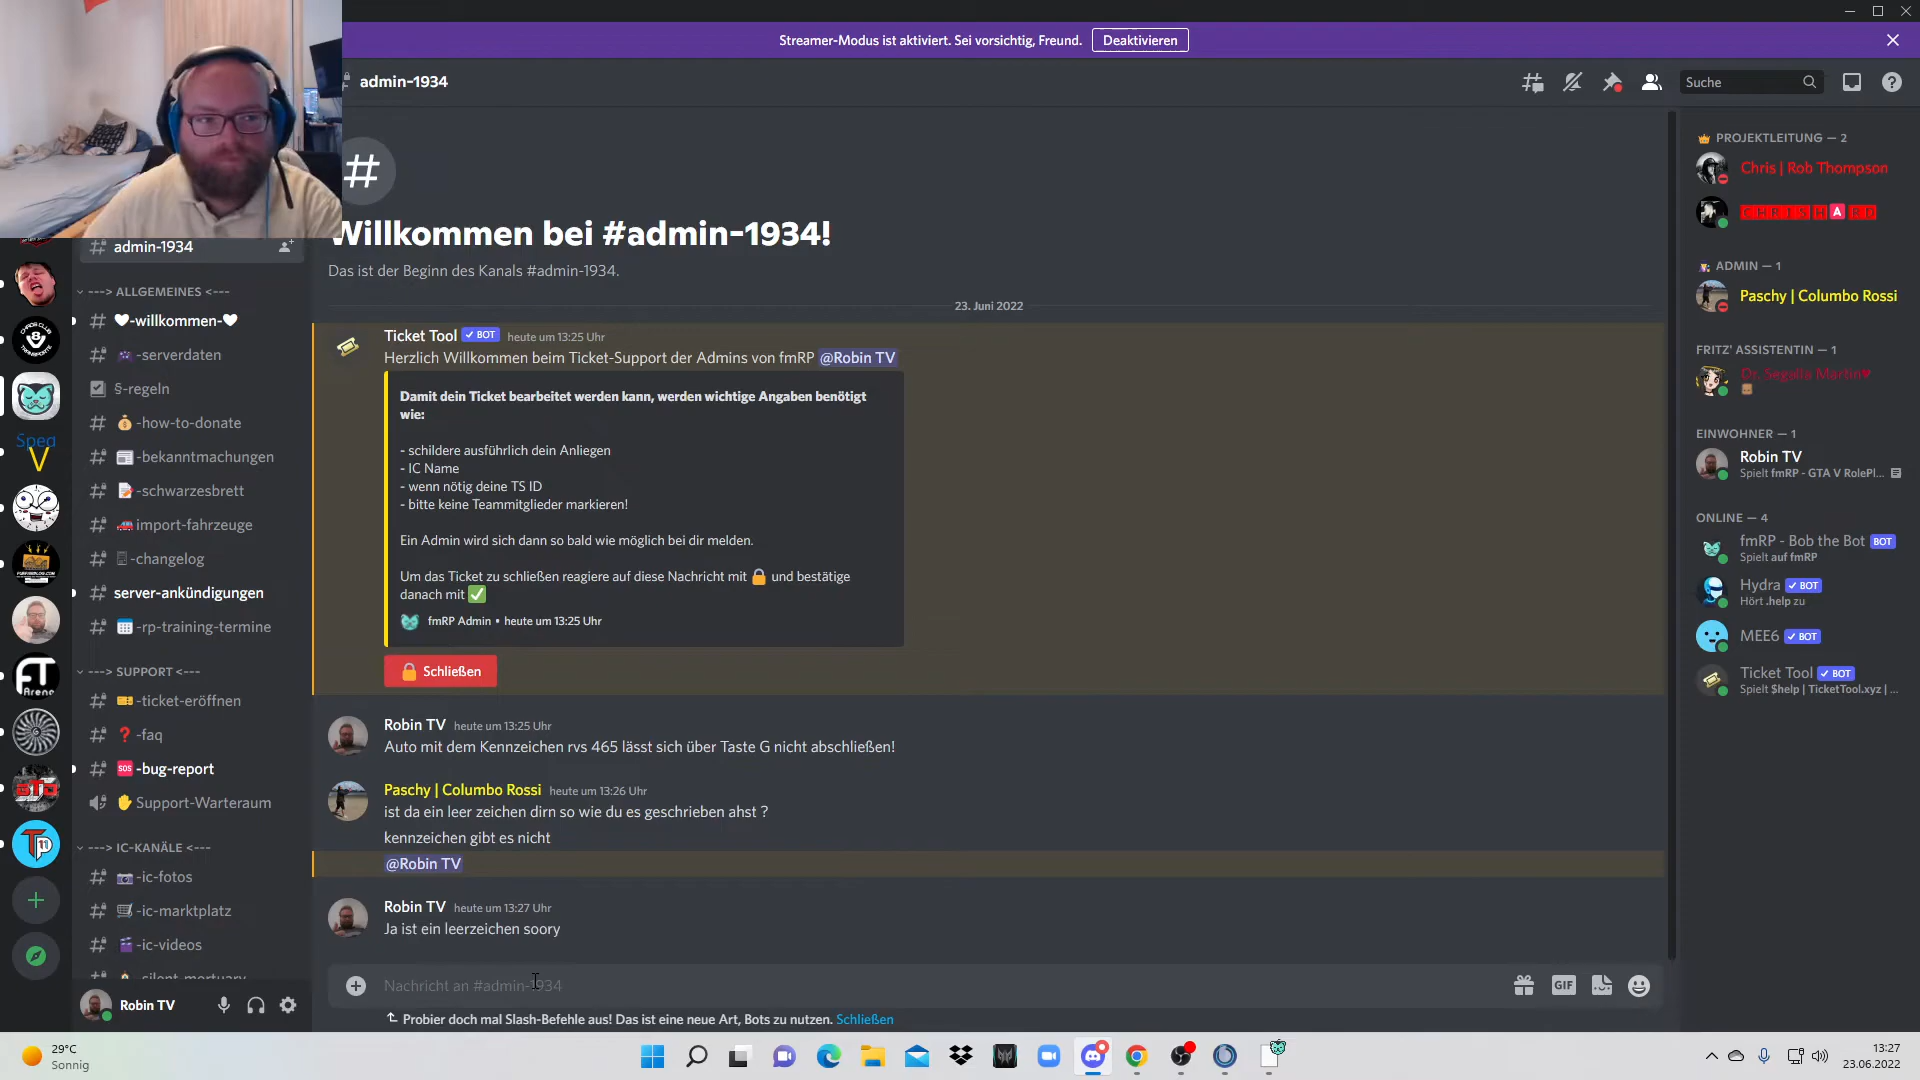 Streamer-Modus ist aktiviert. Sei vorsichtig, Freund. Deaktivieren
admin-1934
Suche
Willkommen bei #admin-1934!
Das ist der Beginn des Kanals #admin-1934.
23. Juni 2022
Ticket Tool ✓ BOT heute um 13:25 Uhr
Herzlich Willkommen beim Ticket-Support der Admins von fmRP @Robin TV
Damit dein Ticket bearbeitet werden kann, werden wichtige Angaben benötigt
wie:
- schildere ausführlich dein Anliegen
- IC Name
- wenn nötig deine TS ID
- bitte keine Teammitglieder markieren!
Ein Admin wird sich dann so bald wie möglich bei dir melden.
Um das Ticket zu schließen reagiere auf diese Nachricht mit 🔒 und bestätige
danach mit ✅
fmRP Admin • heute um 13:25 Uhr
Schließen
Robin TV heute um 13:25 Uhr
Auto mit dem Kennzeichen rvs 465 lässt sich über Taste G nicht abschließen!
Paschy | Columbo Rossi heute um 13:26 Uhr
ist da ein leer zeichen dirn so wie du es geschrieben ahst ?
kennzeichen gibt es nicht
@Robin TV
Robin TV heute um 13:27 Uhr
Ja ist ein leerzeichen soory
Nachricht an #admin-1934
GIF
Probier doch mal Slash-Befehle aus! Das ist eine neue Art, Bots zu nutzen. Schließen
admin-1934
---> ALLGEMEINES <---
🤍-willkommen-🤍
-serverdaten
§-regeln
-how-to-donate
-bekanntmachungen
-schwarzesbrett
import-fahrzeuge
-changelog
server-ankündigungen
-rp-training-termine
---> SUPPORT <---
-ticket-eröffnen
-faq
-bug-report
Support-Warteraum
---> IC-KANÄLE <---
-ic-fotos
-ic-marktplatz
-ic-videos
-silent-mortuary
Robin TV
Sped
V
FT
Arena
PROJEKTLEITUNG — 2
Chris | Rob Thompson
CHRISHARD
ADMIN — 1
Paschy | Columbo Rossi
FRITZ' ASSISTENTIN — 1
Dr. Segalta Martin
EINWOHNER — 1
Robin TV
Spielt fmRP - GTA V RolePl...
ONLINE — 4
fmRP - Bob the Bot BOT
Spielt auf fmRP
Hydra ✓ BOT
Hört .help zu
MEE6 ✓ BOT
Ticket Tool ✓ BOT
Spielt $help | TicketTool.xyz | ...
29°C
Sonnig
13:27
23.06.2022